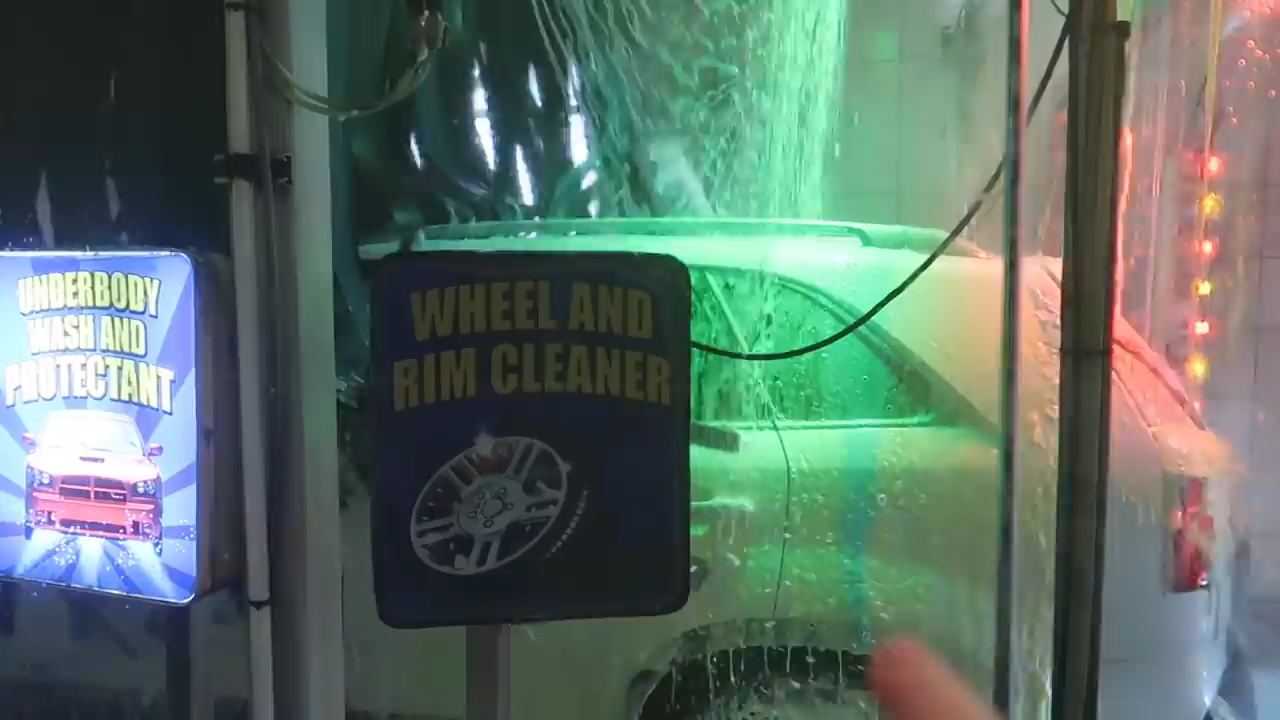 UNDERBODY
WASH AND
PROTECTANT
WHEEL AND
RIM CLEANER